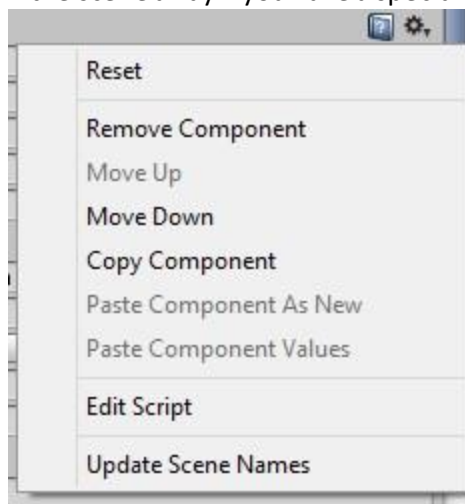 Reset
Remove Component
Move Up
Move Down
Copy Component
Paste Component As New
Paste Component Values
Edit Script
Update Scene Names